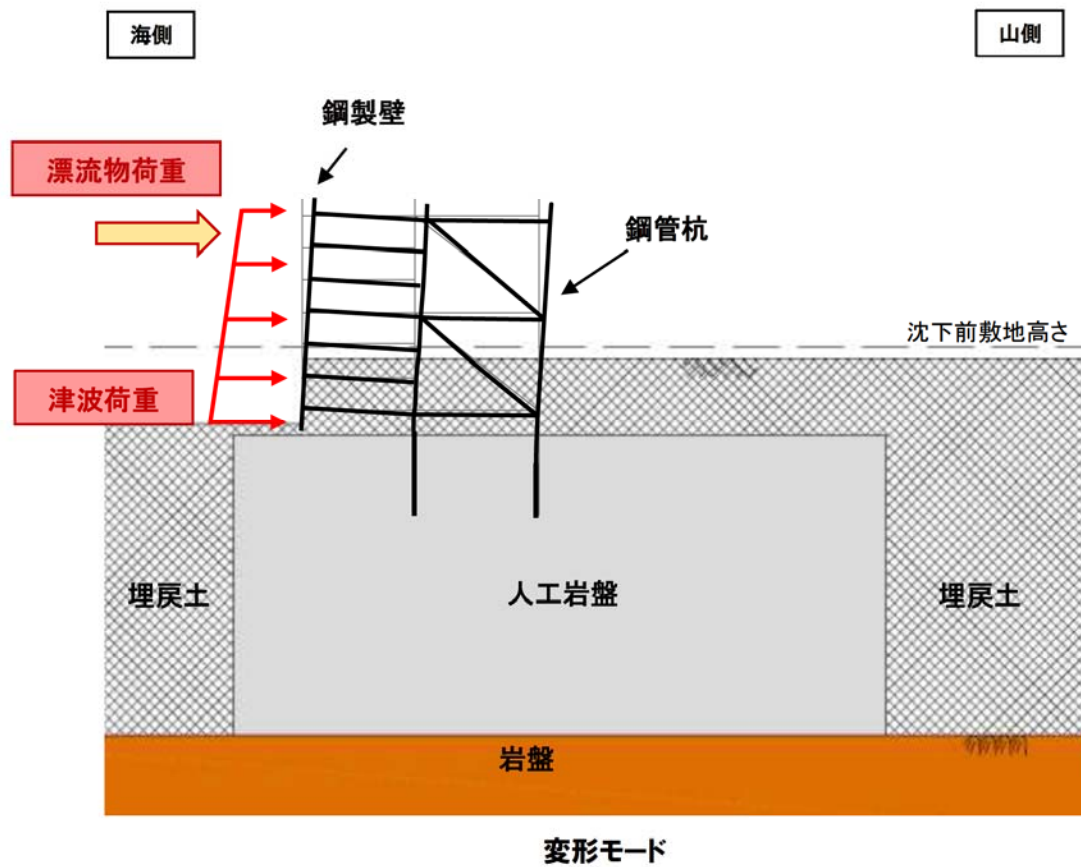 海側
山側
鋼製壁
漂流物荷重
鋼管杭
沈下前敷地高さ
津波荷重
埋戻土
人工岩盤
埋戻土
岩盤
変形モード